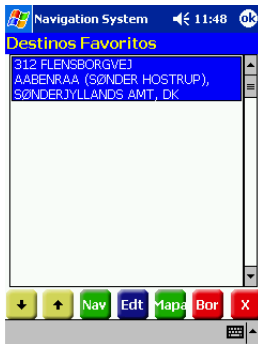 Navigation System 11:48 ok
Destinos Favoritos
312 FLENSBORGVEJ
AABENRAA (SØNDER HOSTRUP),
SØNDERJYLLANDS AMT, DK
Nav Edt Mapa Bor X